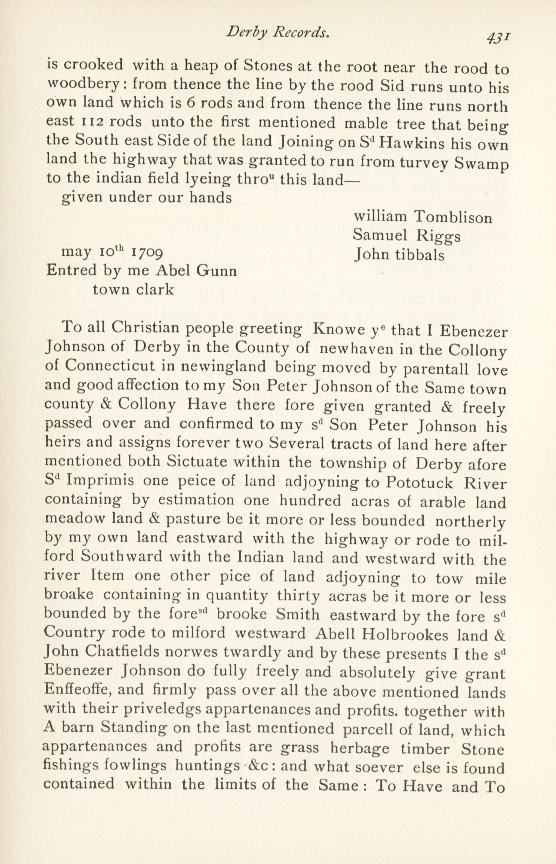 Derby Records.
431
is crooked with a heap of Stones at the root near the rood to
woodbery: from thence the line by the rood Sid runs unto his
own land which is 6 rods and from thence the line runs north
east 112 rods unto the first mentioned mable tree that being
the South east Side of the land Joining on Sᵈ Hawkins his own
land the highway that was granted to run from turvey Swamp
to the indian field lyeing throᵘ this land—
given under our hands
william Tomblison
Samuel Riggs
may 10ᵗʰ 1709
John tibbals
Entred by me Abel Gunn
town clark
To all Christian people greeting Knowe yᵉ that I Ebenezer
Johnson of Derby in the County of newhaven in the Collony
of Connecticut in newingland being moved by parentall love
and good affection to my Son Peter Johnson of the Same town
county & Collony Have there fore given granted & freely
passed over and confirmed to my sᵈ Son Peter Johnson his
heirs and assigns forever two Several tracts of land here after
mentioned both Sictuate within the township of Derby afore
Sᵈ Imprimis one peice of land adjoyning to Pototuck River
containing by estimation one hundred acras of arable land
meadow land & pasture be it more or less bounded northerly
by my own land eastward with the highway or rode to mil-
ford Southward with the Indian land and westward with the
river Item one other pice of land adjoyning to tow mile
broake containing in quantity thirty acras be it more or less
bounded by the foreˢᵈ brooke Smith eastward by the fore sᵈ
Country rode to milford westward Abell Holbrookes land &
John Chatfields norwes twardly and by these presents I the sᵈ
Ebenezer Johnson do fully freely and absolutely give grant
Enffeoffe, and firmly pass over all the above mentioned lands
with their priveledgs appartenances and profits. together with
A barn Standing on the last mentioned parcell of land, which
appartenances and profits are grass herbage timber Stone
fishings fowlings huntings &c: and what soever else is found
contained within the limits of the Same: To Have and To